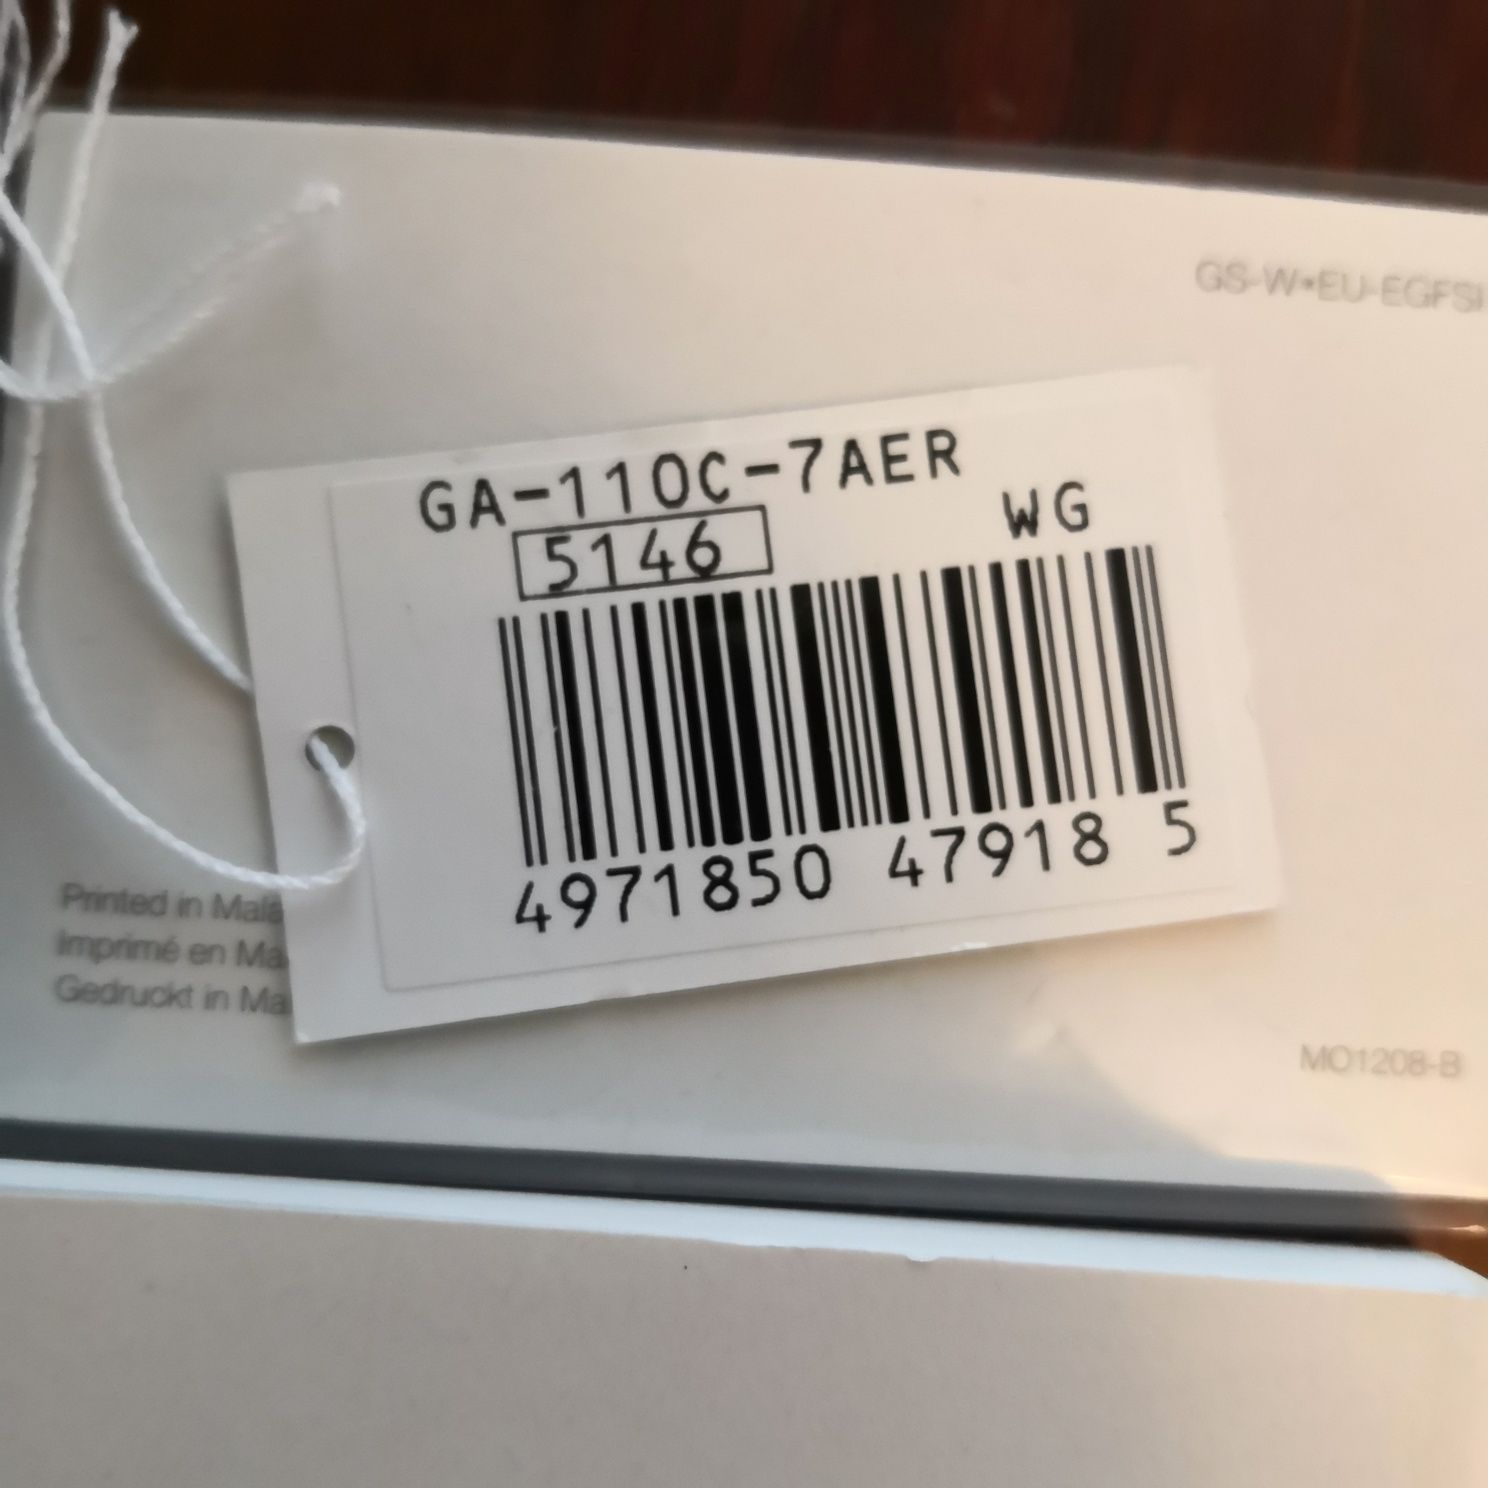 GS-W•EU-EGFSI
GA-110C-7AER
5146
WG
4971850 47918 5
Printed in Mala
Imprimé en Ma
Gedruckt in Ma
MO1208-B